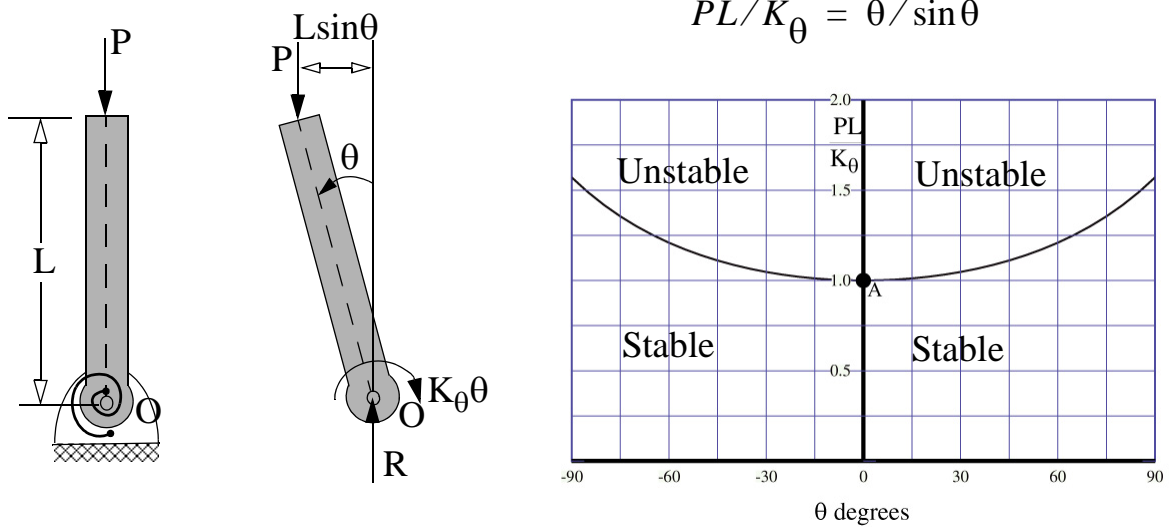 P
L
O
Lsinθ
P
θ
K_θθ
O
R
PL/K_θ = θ/sinθ
2.0
PL
K_θ
Unstable
Unstable
1.5
1.0
A
Stable
Stable
0.5
-90 -60 -30 0 30 60 90
θ degrees